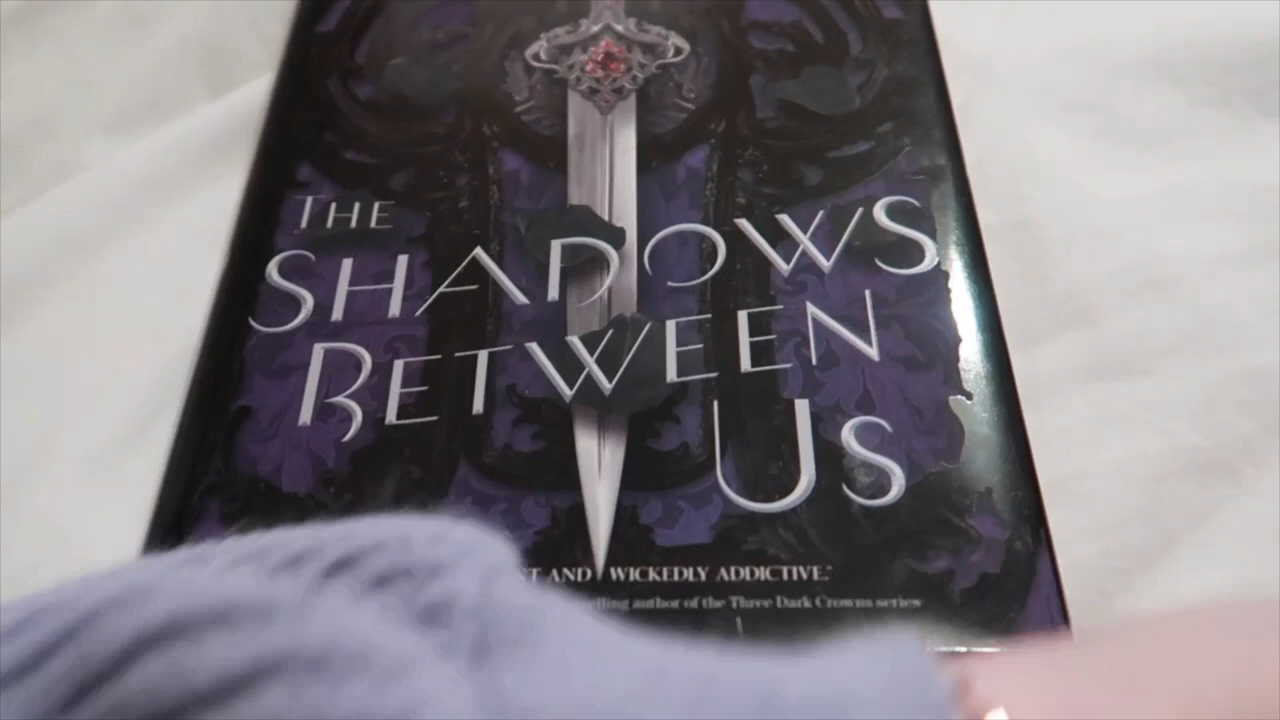 THE
SHADOWS
BETWEEN
US
AND WICKEDLY ADDICTIVE."
author of the Three Dark Crowns series